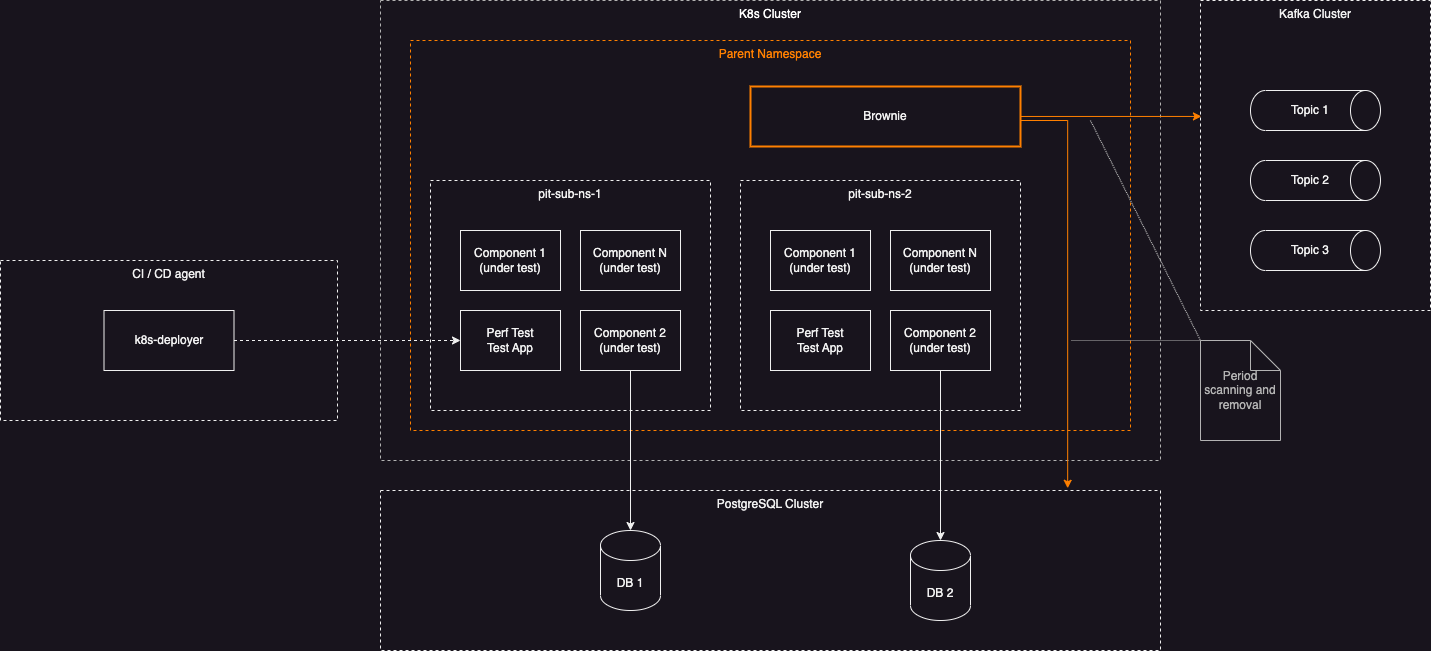 K8s Cluster
Kafka Cluster
Parent Namespace
Brownie
Topic 1
Topic 2
Topic 3
pit-sub-ns-1
pit-sub-ns-2
Component 1
(under test)
Component N
(under test)
Component 1
(under test)
Component N
(under test)
CI / CD agent
k8s-deployer
Perf Test
Test App
Component 2
(under test)
Perf Test
Test App
Component 2
(under test)
Period
scanning and
removal
PostgreSQL Cluster
DB 1
DB 2